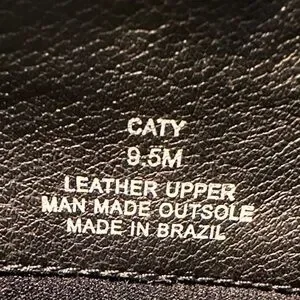 CATY
9.5M
LEATHER UPPER
MAN MADE OUTSOLE
MADE IN BRAZIL